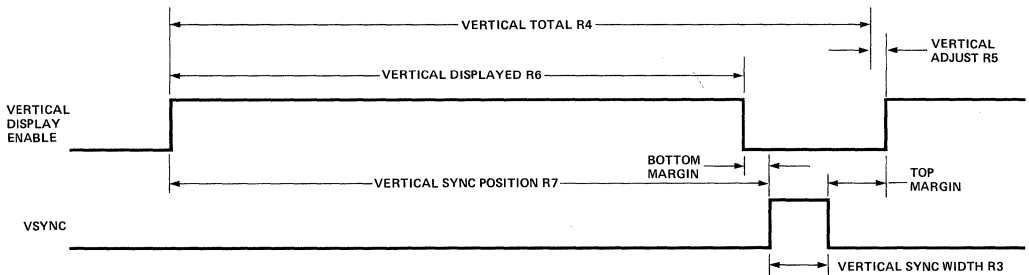 VERTICAL TOTAL R4
VERTICAL
ADJUST R5
VERTICAL DISPLAYED R6
VERTICAL
DISPLAY
ENABLE
BOTTOM
MARGIN
VERTICAL SYNC POSITION R7
TOP
MARGIN
VSYNC
VERTICAL SYNC WIDTH R3